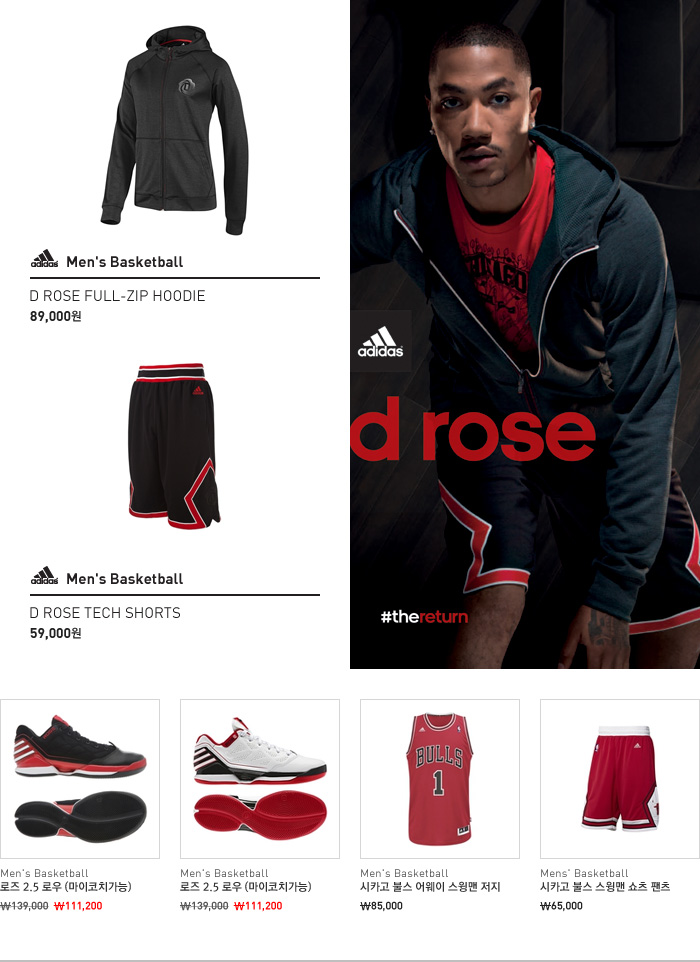 adidas Men's Basketball
D ROSE FULL-ZIP HOODIE
89,000원
adidas Men's Basketball
D ROSE TECH SHORTS
59,000원
CHICAGO
adidas
d rose
#thereturn
BULLS
1
Men's Basketball
로즈 2.5 로우 (마이코치가능)
₩139,000 ₩111,200
Men's Basketball
로즈 2.5 로우 (마이코치가능)
₩139,000 ₩111,200
Men's Basketball
시카고 불스 어웨이 스윙맨 저지
₩85,000
Mens' Basketball
시카고 불스 스윙맨 쇼츠 팬츠
₩65,000